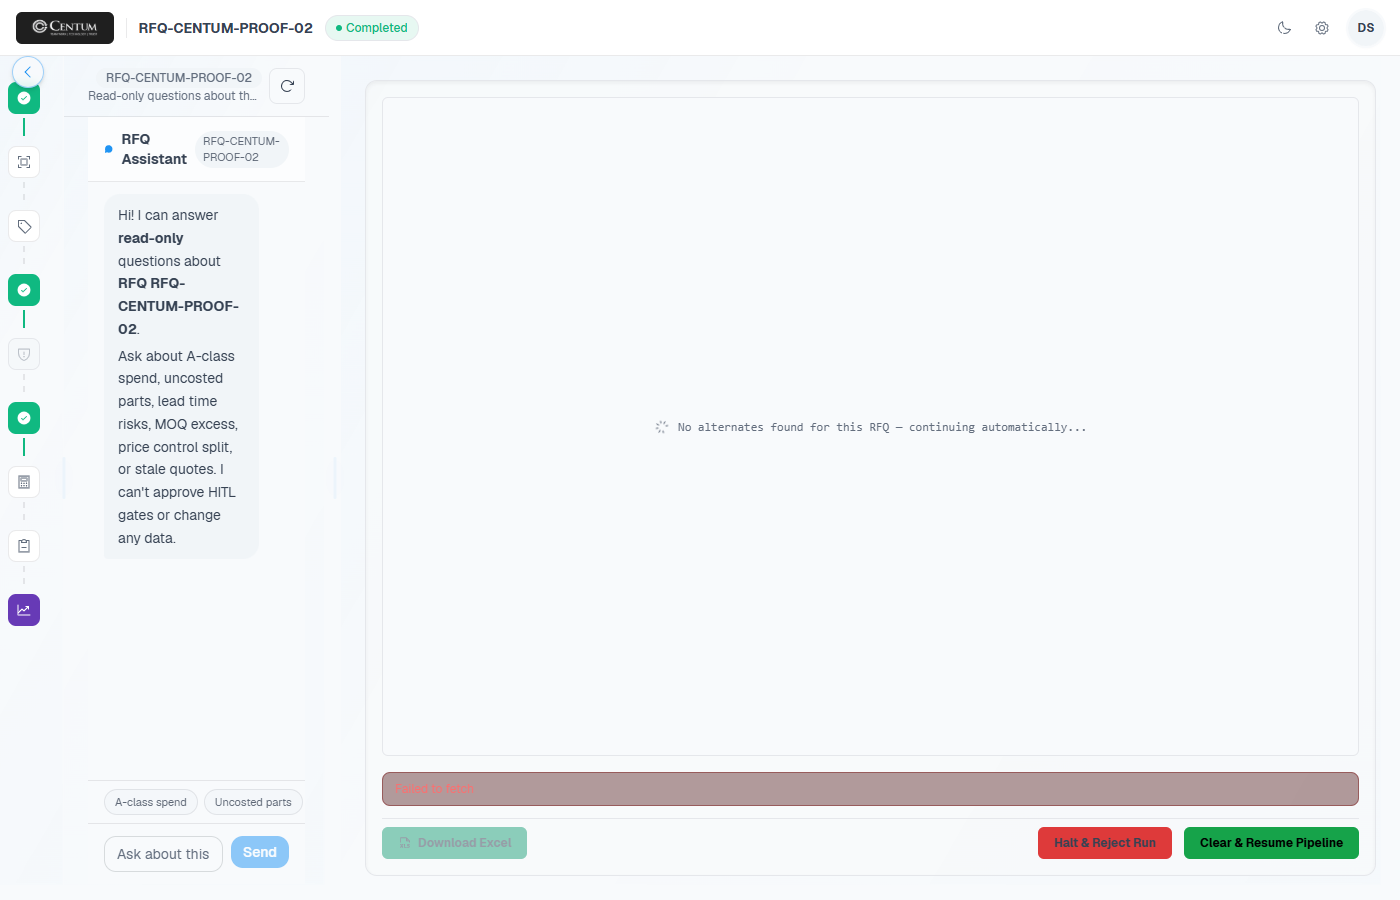 CENTUM
RFQ-CENTUM-PROOF-02
Completed
DS
RFQ-CENTUM-PROOF-02
Read-only questions about th...
RFQ
Assistant
RFQ-CENTUM-
PROOF-02
Hi! I can answer
read-only
questions about
RFQ RFQ-
CENTUM-PROOF-
02.
Ask about A-class
spend, uncosted
parts, lead time
risks, MOQ excess,
price control split,
or stale quotes. I
can't approve HITL
gates or change
any data.
A-class spend
Uncosted parts
Ask about this
Send
No alternates found for this RFQ — continuing automatically...
Failed to fetch
Download Excel
Halt & Reject Run
Clear & Resume Pipeline